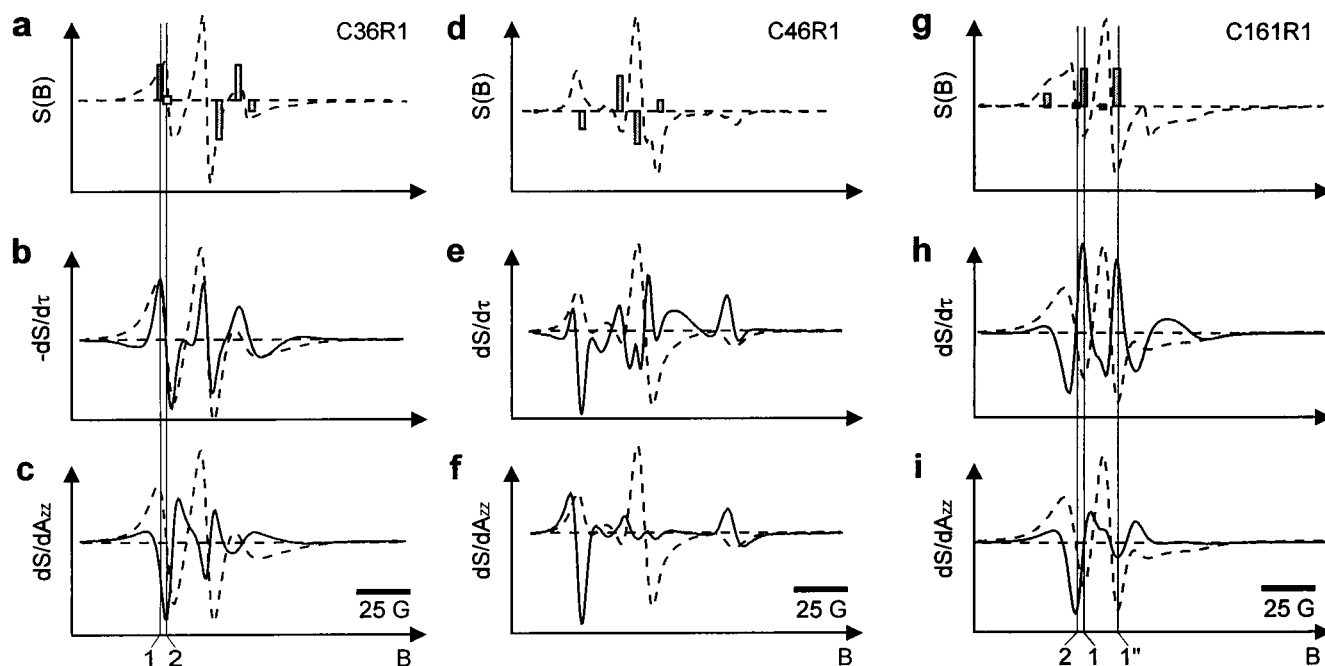 a
C36R1
S(B)
d
C46R1
S(B)
g
C161R1
S(B)
b
-dS/dτ
e
dS/dτ
h
dS/dτ
c
dS/dAzz
25 G
1 2 B
f
dS/dAzz
25 G
B
i
dS/dAzz
25 G
2 1 1" B